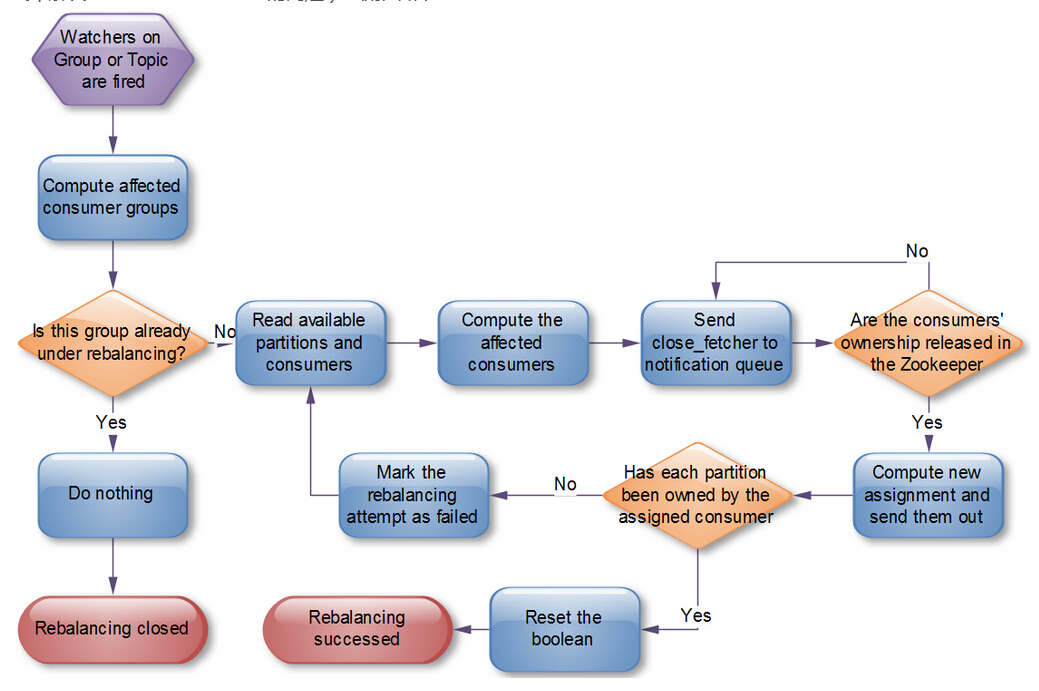 Watchers on
Group or Topic
are fired
Compute affected
consumer groups
Is this group already
under rebalancing?
No
Read available
partitions and
consumers
Compute the
affected
consumers
Send
close_fetcher to
notification queue
No
Are the consumers'
ownership released in
the Zookeeper
Yes
Do nothing
Rebalancing closed
Yes
Compute new
assignment and
send them out
Has each partition
been owned by the
assigned consumer
No
Mark the
rebalancing
attempt as failed
Yes
Reset the
boolean
Rebalancing
successed